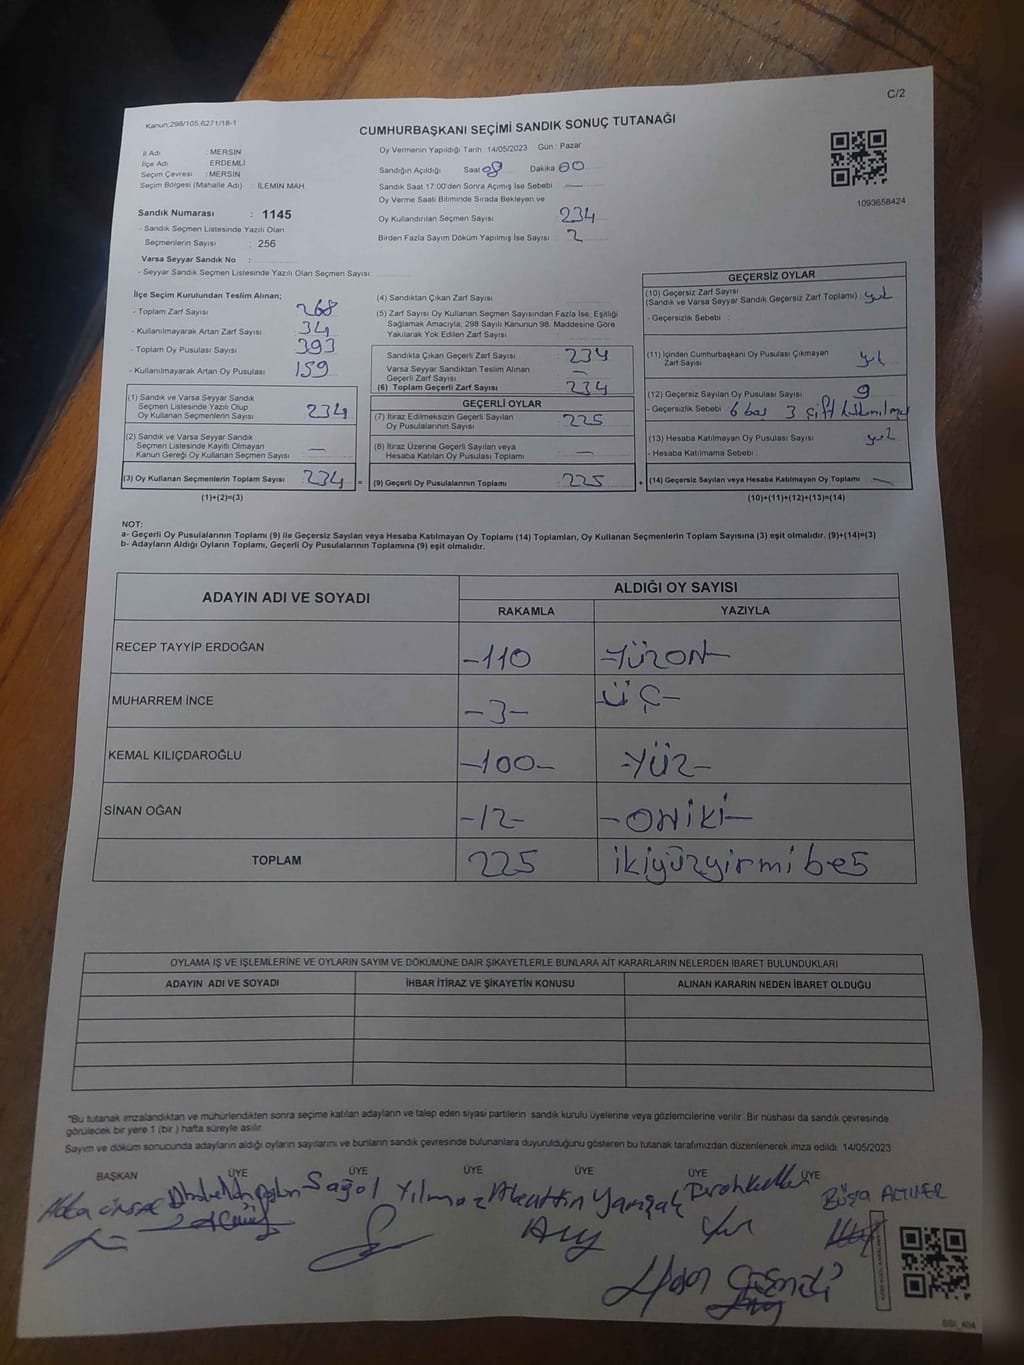 C/2
Kanun:298/105;6271/18-1
CUMHURBAŞKANI SEÇİMİ SANDIK SONUÇ TUTANAĞI
İl Adı : MERSİN
İlçe Adı : ERDEMLİ
Seçim Çevresi : MERSİN
Seçim Bölgesi (Mahalle Adı) : İLEMİN MAH.
Sandık Numarası : 1145
- Sandık Seçmen Listesinde Yazılı Olan
Seçmenlerin Sayısı : 256
Varsa Seyyar Sandık No :
- Seyyar Sandık Seçmen Listesinde Yazılı Olan Seçmen Sayısı:
Oy Vermenin Yapıldığı Tarih : 14/05/2023 Gün : Pazar
Sandığın Açıldığı Saat 08 Dakika 00
Sandık Saat 17:00'den Sonra Açılmış İse Sebebi —
Oy Verme Saati Bitiminde Sırada Bekleyen ve
Oy Kullandırılan Seçmen Sayısı 234
Birden Fazla Sayım Döküm Yapılmış İse Sayısı : 2
1093658424
İlçe Seçim Kurulundan Teslim Alınan;
- Toplam Zarf Sayısı : 268
- Kullanılmayarak Artan Zarf Sayısı : 34
- Toplam Oy Pusulası Sayısı : 393
- Kullanılmayarak Artan Oy Pusulası : 159
(1) Sandık ve Varsa Seyyar Sandık
Seçmen Listesinde Yazılı Olup
Oy Kullanan Seçmenlerin Sayısı : 234
(2) Sandık ve Varsa Seyyar Sandık
Seçmen Listesinde Kayıtlı Olmayan
Kanun Gereği Oy Kullanan Seçmen Sayısı : —
(3) Oy Kullanan Seçmenlerin Toplam Sayısı : 234 =
(1)+(2)=(3)
(4) Sandıktan Çıkan Zarf Sayısı :
(5) Zarf Sayısı Oy Kullanan Seçmen Sayısından Fazla İse, Eşitliği
Sağlamak Amacıyla, 298 Sayılı Kanunun 98. Maddesine Göre
Yakılarak Yok Edilen Zarf Sayısı :
Sandıkta Çıkan Geçerli Zarf Sayısı : 234
Varsa Seyyar Sandıktan Teslim Alınan
Geçerli Zarf Sayısı : —
(6) Toplam Geçerli Zarf Sayısı : 234
GEÇERLİ OYLAR
(7) İtiraz Edilmeksizin Geçerli Sayılan
Oy Pusulasının Sayısı : 225
(8) İtiraz Üzerine Geçerli Sayılan veya
Hesaba Katılan Oy Pusulası Toplamı : —
(9) Geçerli Oy Pusulalarının Toplamı : 225 +
GEÇERSİZ OYLAR
(10) Geçersiz Zarf Sayısı
(Sandık ve Varsa Seyyar Sandık Geçersiz Zarf Toplamı) : yok
- Geçersizlik Sebebi :
(11) İçinden Cumhurbaşkanı Oy Pusulası Çıkmayan
Zarf Sayısı : yok
(12) Geçersiz Sayılan Oy Pusulası Sayısı : 9
- Geçersizlik Sebebi : 6 boş 3 çift
(13) Hesaba Katılmayan Oy Pusulası Sayısı : yok
- Hesaba Katılmama Sebebi :
(14) Geçersiz Sayılan veya Hesaba Katılmayan Oy Toplamı : —
(10)+(11)+(12)+(13)=(14)
NOT:
a- Geçerli Oy Pusulalarının Toplamı (9) ile Geçersiz Sayılan veya Hesaba Katılmayan Oy Toplamı (14) Toplamları, Oy Kullanan Seçmenlerin Toplam Sayısına (3) eşit olmalıdır. (9)+(14)=(3)
b- Adayların Aldığı Oyların Toplamı, Geçerli Oy Pusulalarının Toplamına (9) eşit olmalıdır.
ADAYIN ADI VE SOYADI
ALDIĞI OY SAYISI
RAKAMLA YAZIYLA
RECEP TAYYİP ERDOĞAN -110 -YÜZON-
MUHARREM İNCE -3- -ÜÇ-
KEMAL KILIÇDAROĞLU -100- -YÜZ-
SİNAN OĞAN -12- -ONİKİ-
TOPLAM 225 ikiyüzyirmibeş
OYLAMA İŞ VE İŞLEMLERİNE VE OYLARIN SAYIM VE DÖKÜMÜNE DAİR ŞİKAYETLERLE BUNLARA AİT KARARLARIN NELERDEN İBARET BULUNDUKLARI
ADAYIN ADI VE SOYADI İHBAR İTİRAZ VE ŞİKAYETİN KONUSU ALINAN KARARIN NEDEN İBARET OLDUĞU
*Bu tutanak imzalandıktan ve mühürlendikten sonra seçime katılan adayların ve talep eden siyasi partilerin sandık kurulu üyelerine veya gözlemcilerine verilir. Bir nüshası da sandık çevresinde
görülecek bir yere 1 (bir ) hafta süreyle asılır.
Sayım ve döküm sonucunda adayların aldığı oyların sayılarını ve bunların sandık çevresinde bulunanlara duyurulduğunu gösteren bu tutanak tarafımızdan düzenlenerek imza edildi. 14/05/2023
BAŞKAN ÜYE ÜYE ÜYE ÜYE ÜYE ÜYE
Yılmaz Büşra ALTINER